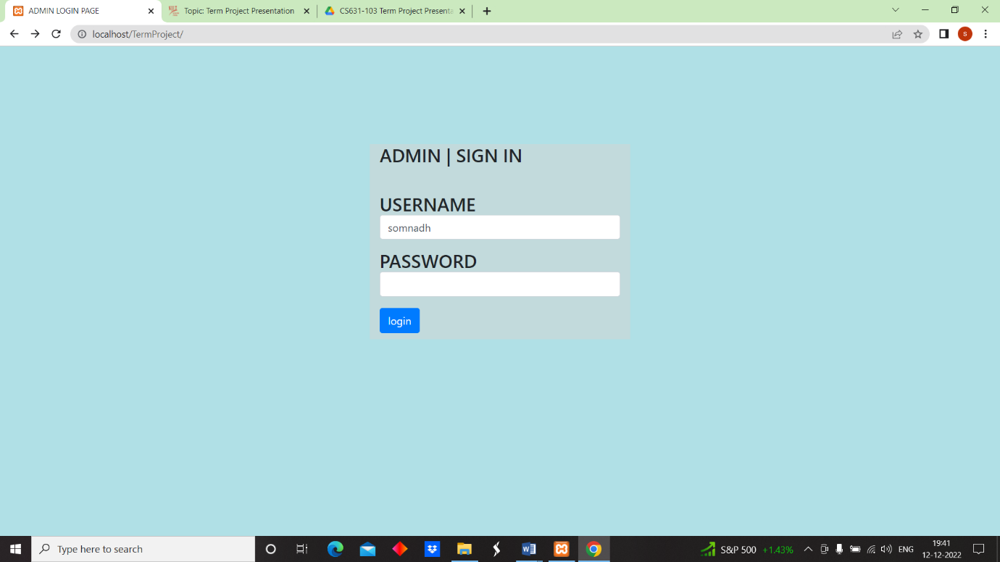 ADMIN LOGIN PAGE
Topic: Term Project Presentation
CS631-103 Term Project Presenta
localhost/TermProject/
S
ADMIN | SIGN IN
USERNAME
somnadh
PASSWORD
login
Type here to search
S&P 500 +1.43%
ENG
19:41
12-12-2022